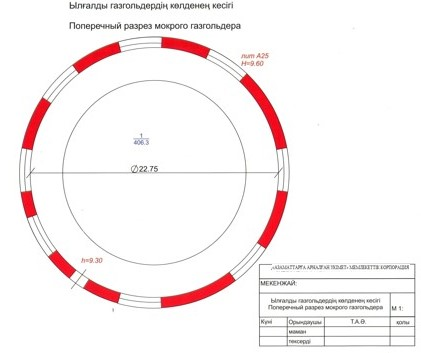 Ылғалды газгольдердің көлденең кесігі
Поперечный разрез мокрого газгольдера
лит А25
Н=9.60
1
406.3
∅22.75
h=9.30
«АЗАМАТТАРҒА АРНАЛҒАН ҮКІМЕТ» МЕМЛЕКЕТТІК КОРПОРАЦИЯ
МЕКЕНЖАЙ:
Ылғалды газгольдердің көлденең кесігі
Поперечный разрез мокрого газгольдера
М 1:
Күні Орындаушы Т.А.Ә. қолы
маман
тексерді